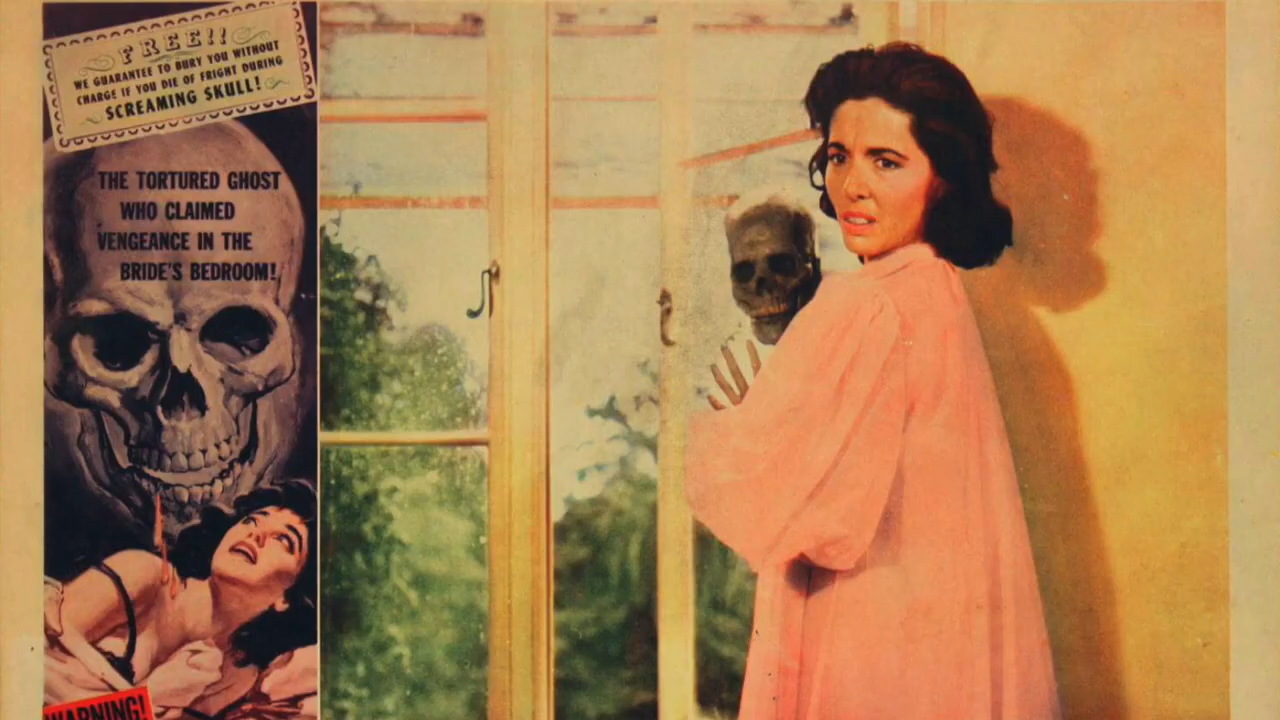 FREE!!
WE GUARANTEE TO BURY YOU WITHOUT
CHARGE IF YOU DIE OF FRIGHT DURING
SCREAMING SKULL!
THE TORTURED GHOST
WHO CLAIMED
VENGEANCE IN THE
BRIDE'S BEDROOM!
WARNING!